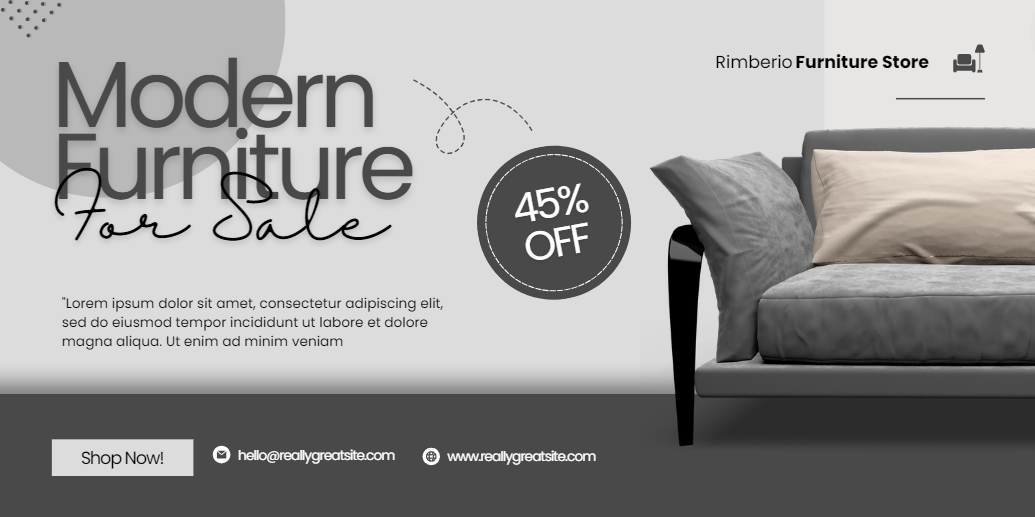 Modern
Furniture
For Sale
Rimberio Furniture Store
45%
OFF
"Lorem ipsum dolor sit amet, consectetur adipiscing elit,
sed do eiusmod tempor incididunt ut labore et dolore
magna aliqua. Ut enim ad minim veniam
Shop Now!
hello@reallygreatsite.com
www.reallygreatsite.com